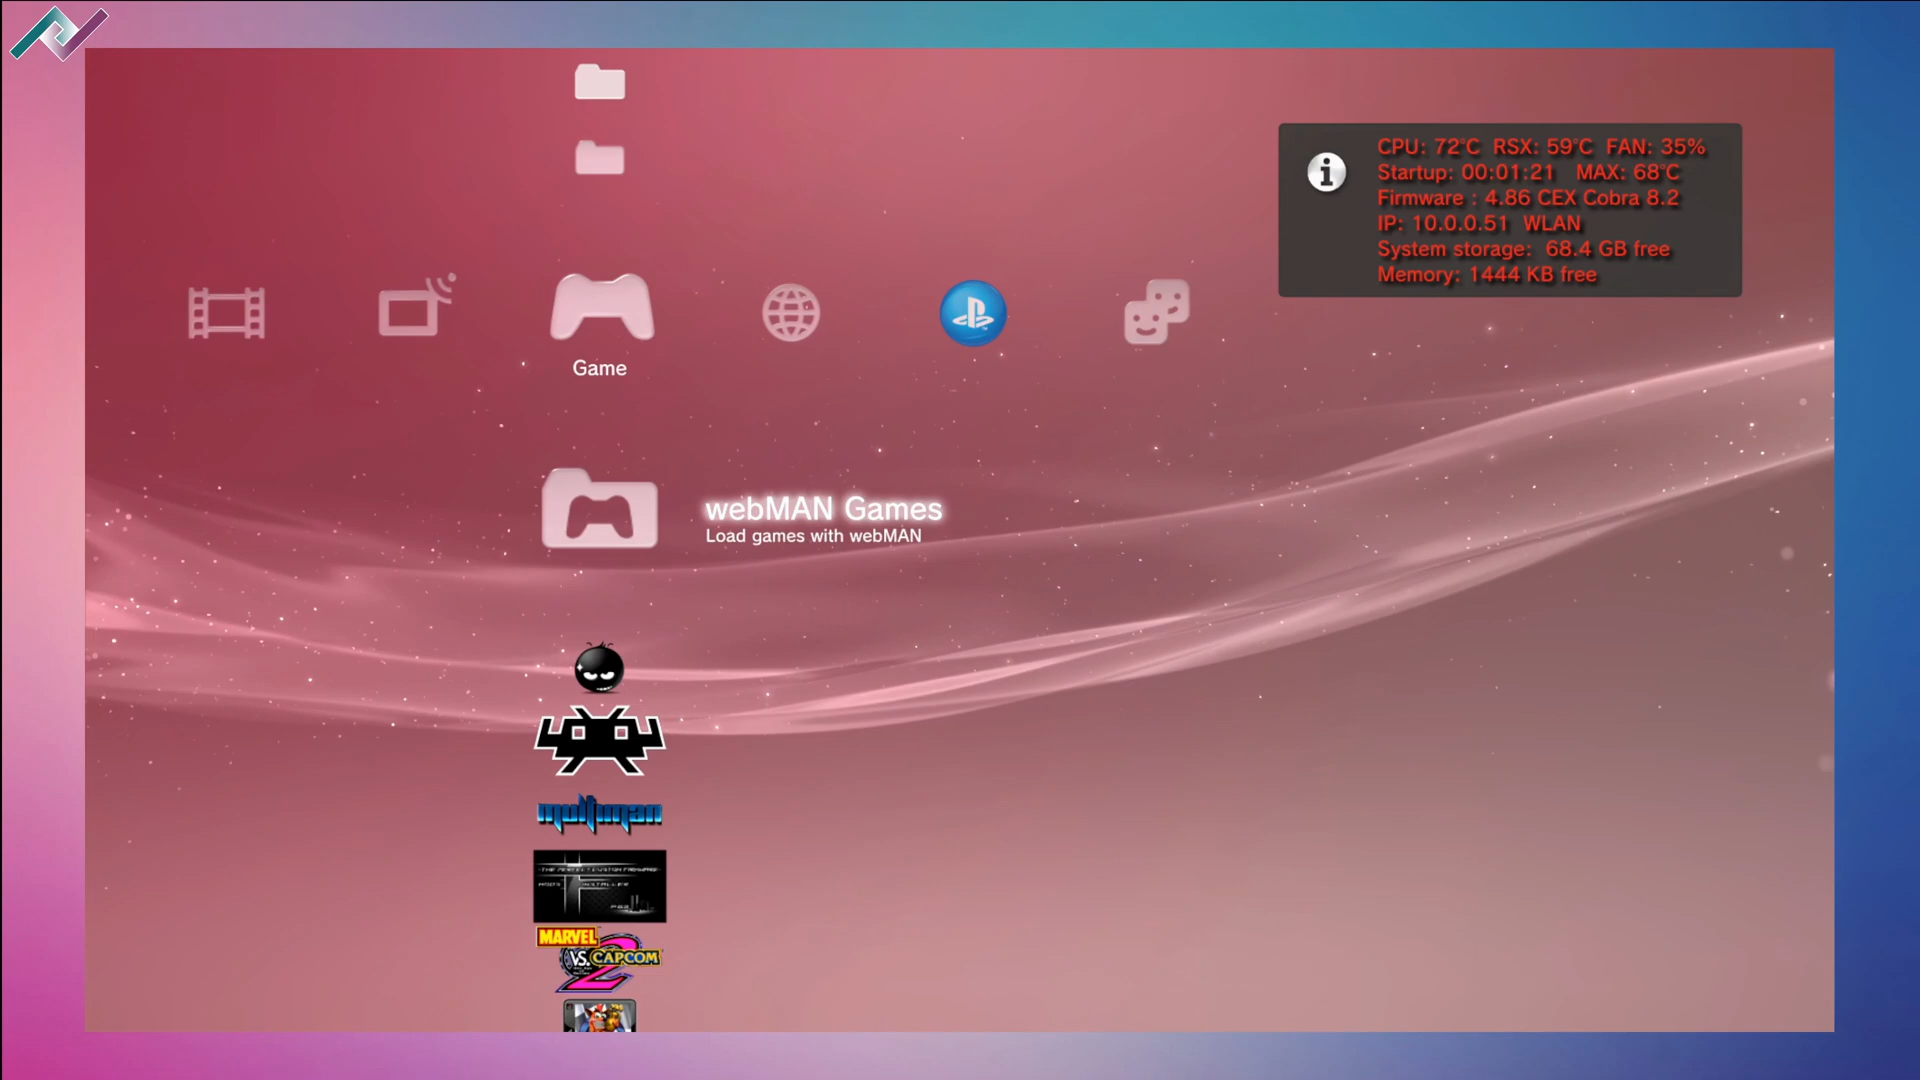 CPU: 72°C RSX: 59°C FAN: 35%
Startup: 00:01:21 MAX: 68°C
Firmware : 4.86 CEX Cobra 8.2
IP: 10.0.0.51 WLAN
System storage: 68.4 GB free
Memory: 1444 KB free
Game
webMAN Games
Load games with webMAN
multiman
MARVEL
VS. CAPCOM
2